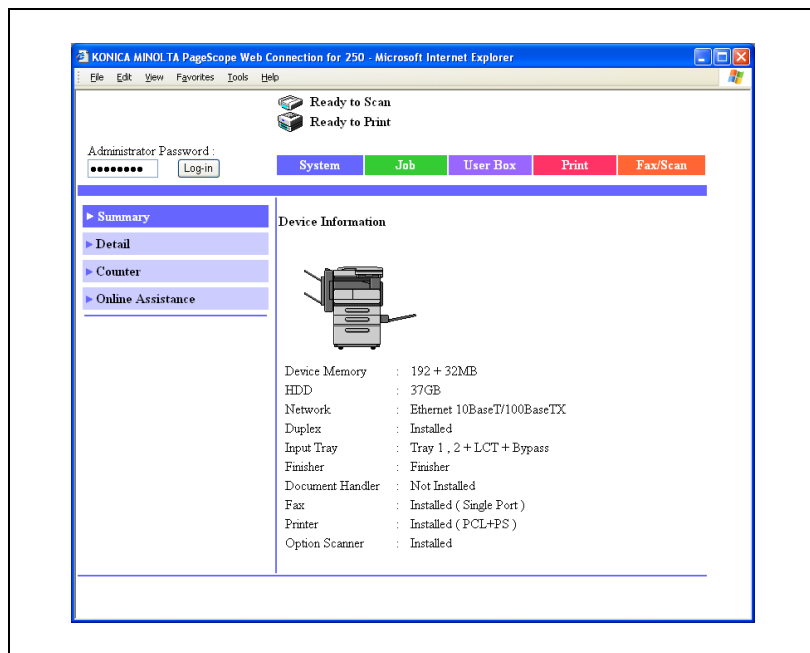 KONICA MINOLTA PageScope Web Connection for 250 - Microsoft Internet Explorer
File Edit View Favorites Tools Help
Ready to Scan
Ready to Print
Administrator Password :
●●●●●●●● Log-in
System Job User Box Print Fax/Scan
Summary
Detail
Counter
Online Assistance
Device Information
Device Memory : 192 + 32MB
HDD : 37GB
Network : Ethernet 10BaseT/100BaseTX
Duplex : Installed
Input Tray : Tray 1 , 2 + LCT + Bypass
Finisher : Finisher
Document Handler : Not Installed
Fax : Installed ( Single Port )
Printer : Installed ( PCL+PS )
Option Scanner : Installed